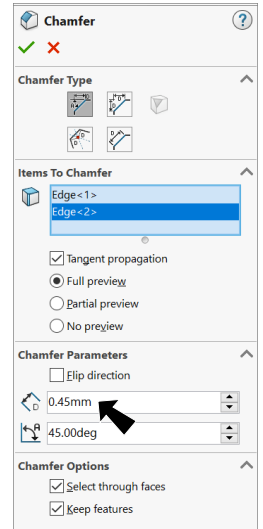 Chamfer
Chamfer Type
Items To Chamfer
Edge<1>
Edge<2>
Tangent propagation
Full preview
Partial preview
No preview
Chamfer Parameters
Flip direction
0.45mm
45.00deg
Chamfer Options
Select through faces
Keep features